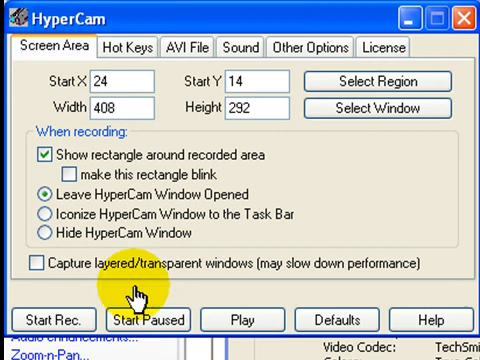 HyperCam
Screen Area Hot Keys AVI File Sound Other Options License
Start X 24 Start Y 14 Select Region
Width 408 Height 292 Select Window
When recording:
Show rectangle around recorded area
make this rectangle blink
Leave HyperCam Window Opened
Iconize HyperCam Window to the Task Bar
Hide HyperCam Window
Capture layered/transparent windows (may slow down performance)
Start Rec. Start Paused Play Defaults Help
Audio enhancements...
Zoom-n-Pan... Video Codec: TechSmi